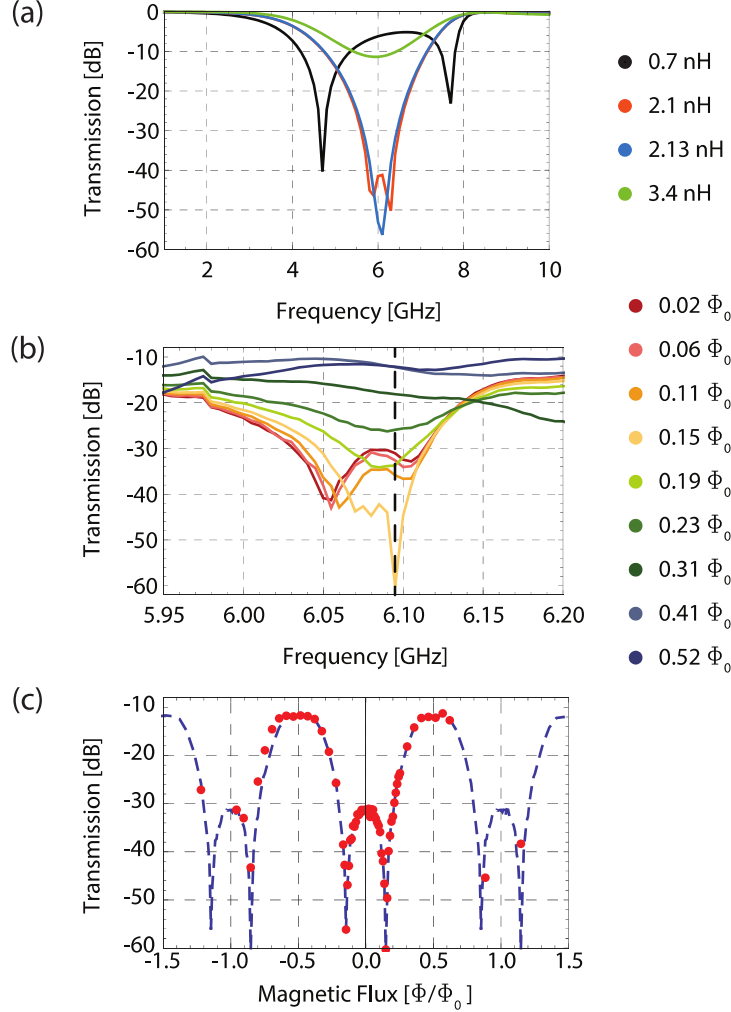 (a)
Transmission [dB]
0
-10
-20
-30
-40
-50
-60
2
4
6
8
10
Frequency [GHz]
0.7 nH
2.1 nH
2.13 nH
3.4 nH
(b)
Transmission [dB]
-10
-20
-30
-40
-50
-60
5.95
6.00
6.05
6.10
6.15
6.20
Frequency [GHz]
0.02 Φ₀
0.06 Φ₀
0.11 Φ₀
0.15 Φ₀
0.19 Φ₀
0.23 Φ₀
0.31 Φ₀
0.41 Φ₀
0.52 Φ₀
(c)
Transmission [dB]
-10
-20
-30
-40
-50
-60
-1.5
-1.0
-0.5
0.0
0.5
1.0
1.5
Magnetic Flux [Φ/Φ₀]